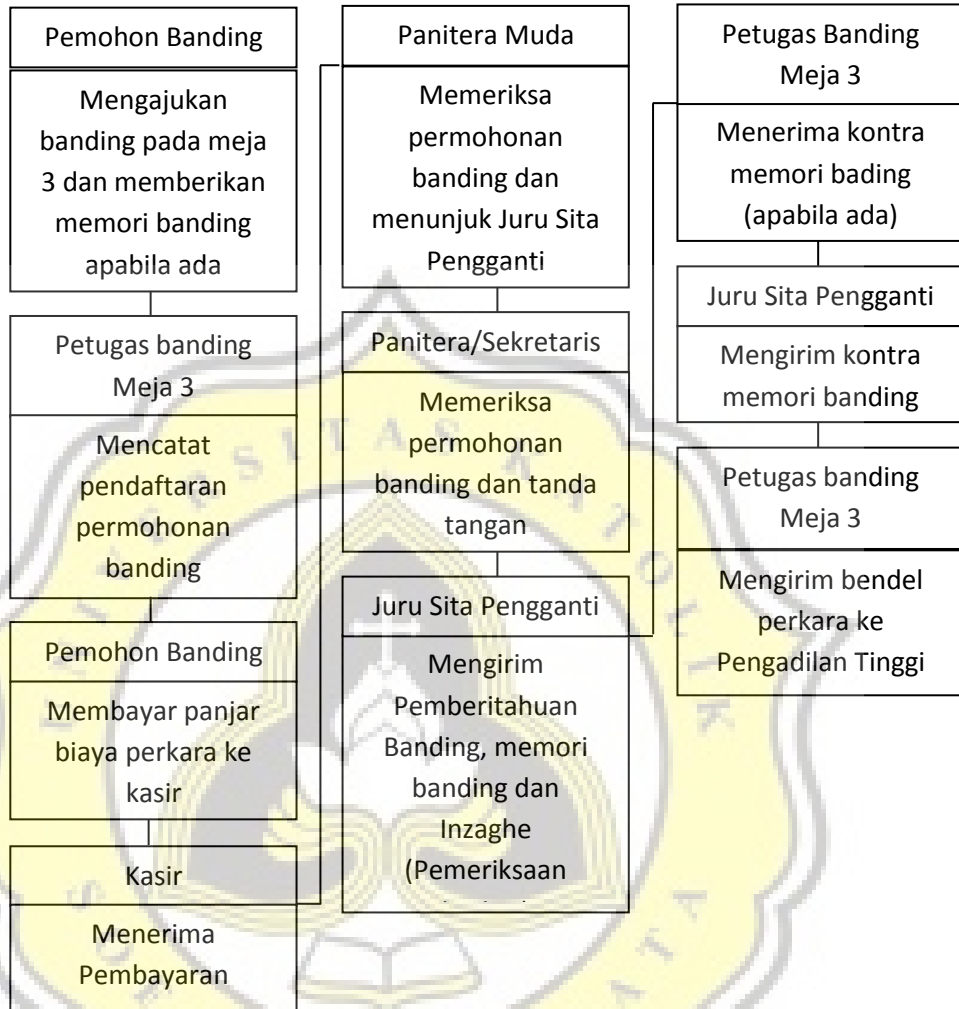 Pemohon Banding
Mengajukan
banding pada meja
3 dan memberikan
memori banding
apabila ada
Petugas banding
Meja 3
Mencatat
pendaftaran
permohonan
banding
Pemohon Banding
Membayar panjar
biaya perkara ke
kasir
Kasir
Menerima
Pembayaran
Panitera Muda
Memeriksa
permohonan
banding dan
menunjuk Juru Sita
Pengganti
Panitera/Sekretaris
Memeriksa
permohonan
banding dan tanda
tangan
Juru Sita Pengganti
Mengirim
Pemberitahuan
Banding, memori
banding dan
Inzaghe
(Pemeriksaan
Petugas Banding
Meja 3
Menerima kontra
memori bading
(apabila ada)
Juru Sita Pengganti
Mengirim kontra
memori banding
Petugas banding
Meja 3
Mengirim bendel
perkara ke
Pengadilan Tinggi